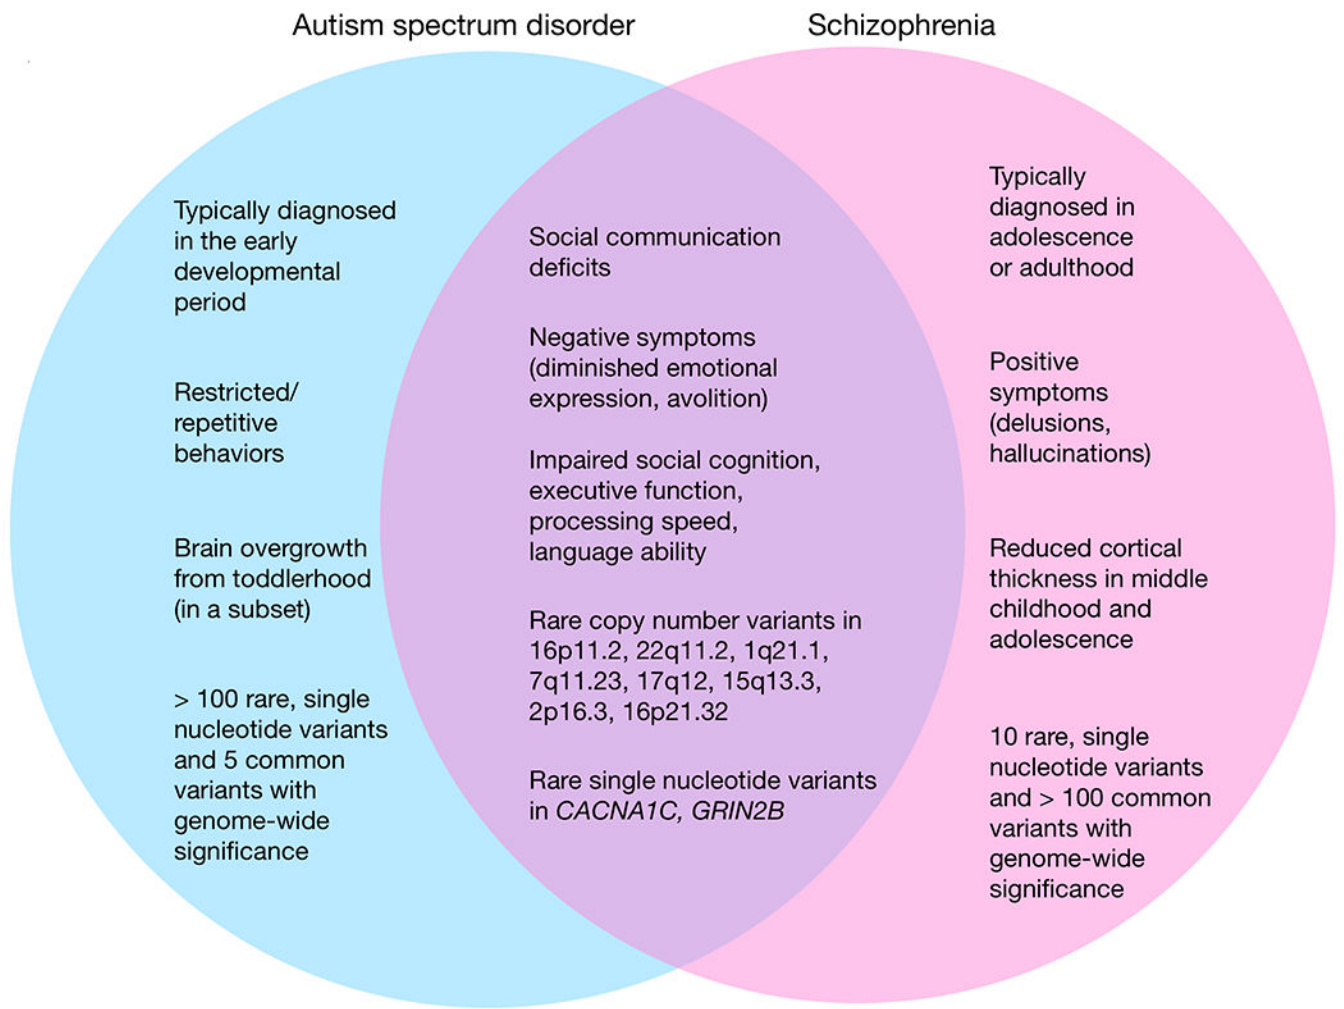 Autism spectrum disorder
Schizophrenia
Typically diagnosed
in the early
developmental
period
Restricted/
repetitive
behaviors
Brain overgrowth
from toddlerhood
(in a subset)
> 100 rare, single
nucleotide variants
and 5 common
variants with
genome-wide
significance
Social communication
deficits
Negative symptoms
(diminished emotional
expression, avolition)
Impaired social cognition,
executive function,
processing speed,
language ability
Rare copy number variants in
16p11.2, 22q11.2, 1q21.1,
7q11.23, 17q12, 15q13.3,
2p16.3, 16p21.32
Rare single nucleotide variants
in CACNA1C, GRIN2B
Typically
diagnosed in
adolescence
or adulthood
Positive
symptoms
(delusions,
hallucinations)
Reduced cortical
thickness in middle
childhood and
adolescence
10 rare, single
nucleotide variants
and > 100 common
variants with
genome-wide
significance